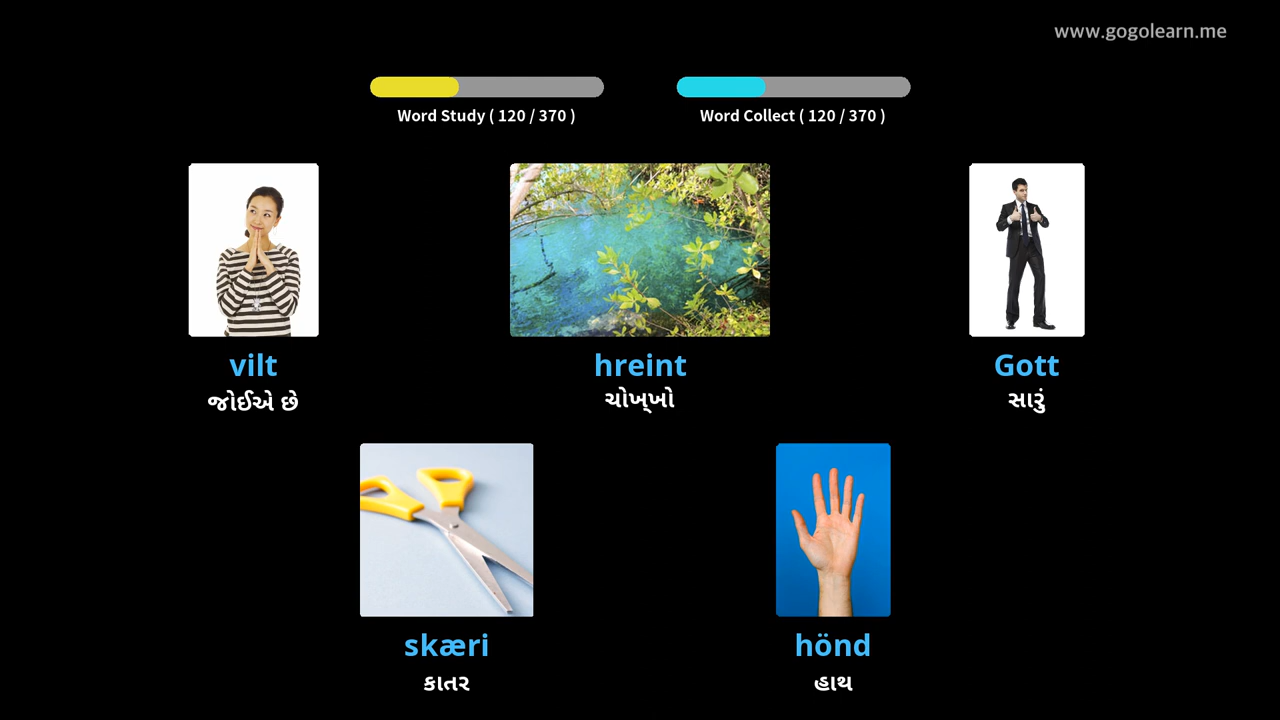 www.gogolearn.me
Word Study ( 120 / 370 )
Word Collect ( 120 / 370 )
vilt
જોઈએ છે
hreint
ચોખ્ખો
Gott
સારું
skæri
કાતર
hönd
હાથ